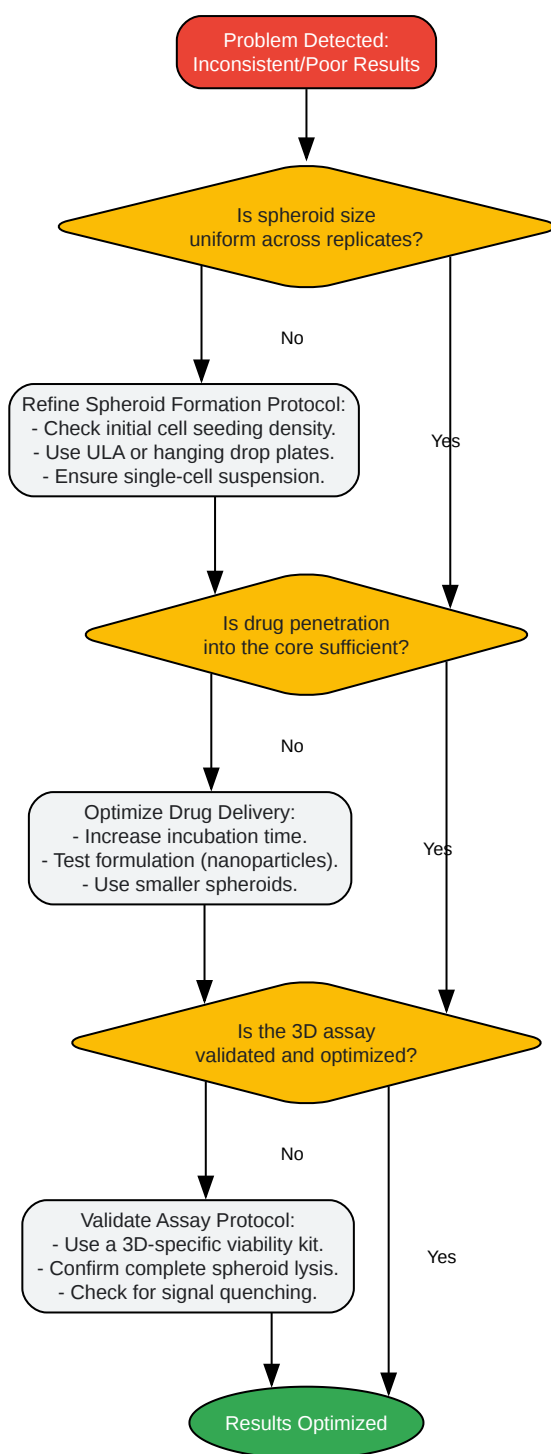 Problem Detected:
Inconsistent/Poor Results
Is spheroid size
uniform across replicates?
No
Refine Spheroid Formation Protocol:
- Check initial cell seeding density.
- Use ULA or hanging drop plates.
- Ensure single-cell suspension.
Yes
Is drug penetration
into the core sufficient?
No
Optimize Drug Delivery:
- Increase incubation time.
- Test formulation (nanoparticles).
- Use smaller spheroids.
Yes
Is the 3D assay
validated and optimized?
No
Validate Assay Protocol:
- Use a 3D-specific viability kit.
- Confirm complete spheroid lysis.
- Check for signal quenching.
Yes
Results Optimized